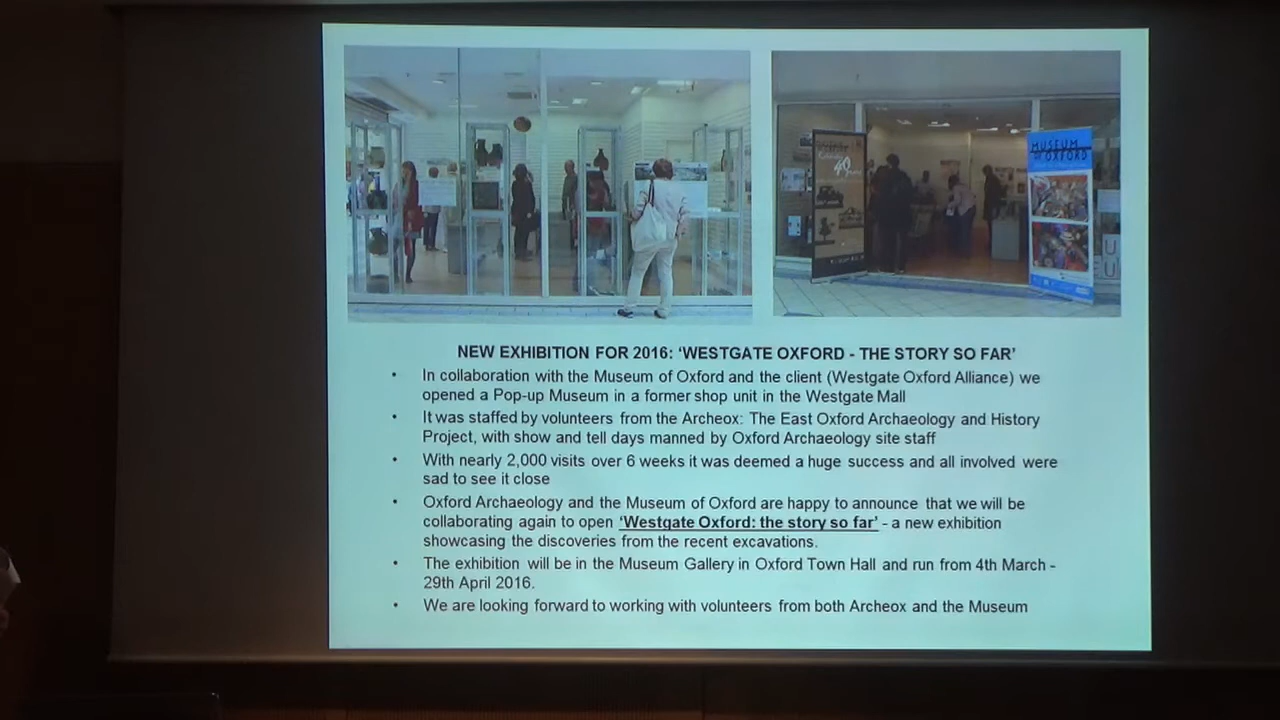 MUSEUM
OF OXFORD
40
NEW EXHIBITION FOR 2016: ‘WESTGATE OXFORD - THE STORY SO FAR’
• In collaboration with the Museum of Oxford and the client (Westgate Oxford Alliance) we
opened a Pop-up Museum in a former shop unit in the Westgate Mall
• It was staffed by volunteers from the Archeox: The East Oxford Archaeology and History
Project, with show and tell days manned by Oxford Archaeology site staff
• With nearly 2,000 visits over 6 weeks it was deemed a huge success and all involved were
sad to see it close
• Oxford Archaeology and the Museum of Oxford are happy to announce that we will be
collaborating again to open ‘Westgate Oxford: the story so far’ - a new exhibition
showcasing the discoveries from the recent excavations.
• The exhibition will be in the Museum Gallery in Oxford Town Hall and run from 4th March -
29th April 2016.
• We are looking forward to working with volunteers from both Archeox and the Museum